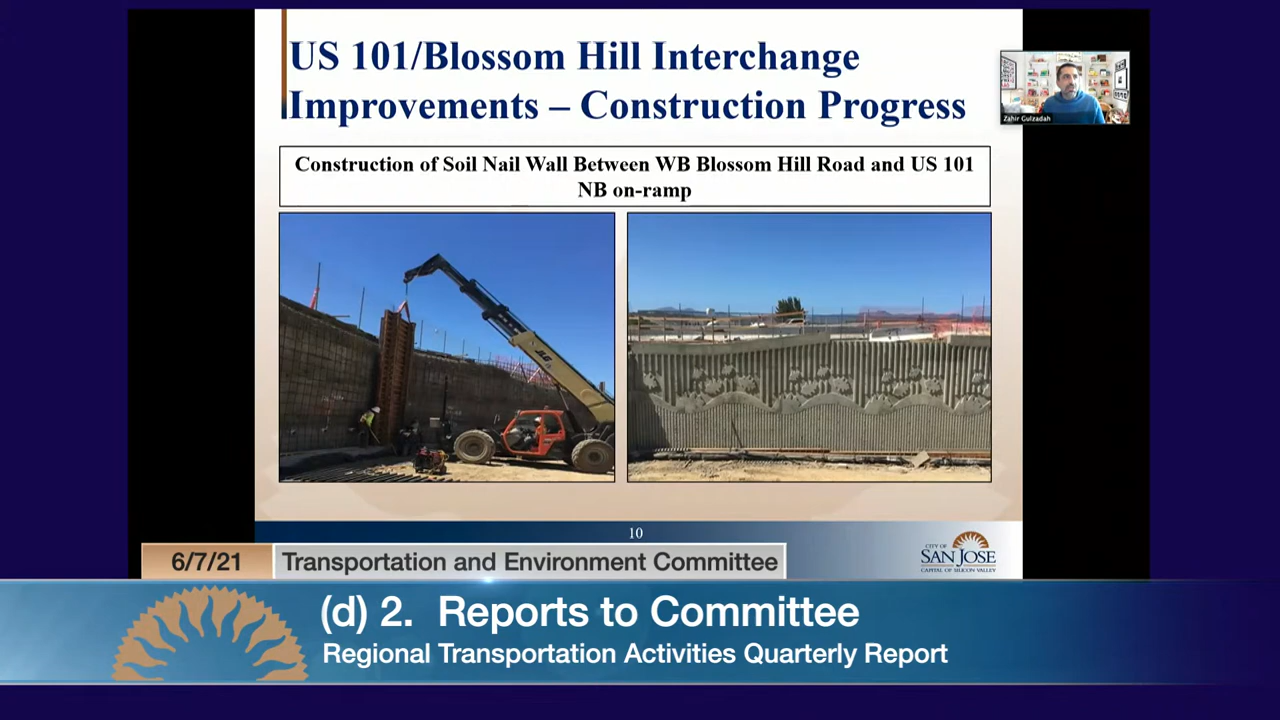 US 101/Blossom Hill Interchange
Improvements – Construction Progress
Zahir Gulzadah
Construction of Soil Nail Wall Between WB Blossom Hill Road and US 101
NB on-ramp
JLG
10
CITY OF
SAN JOSE
CAPITAL OF SILICON VALLEY
6/7/21
Transportation and Environment Committee
(d) 2. Reports to Committee
Regional Transportation Activities Quarterly Report